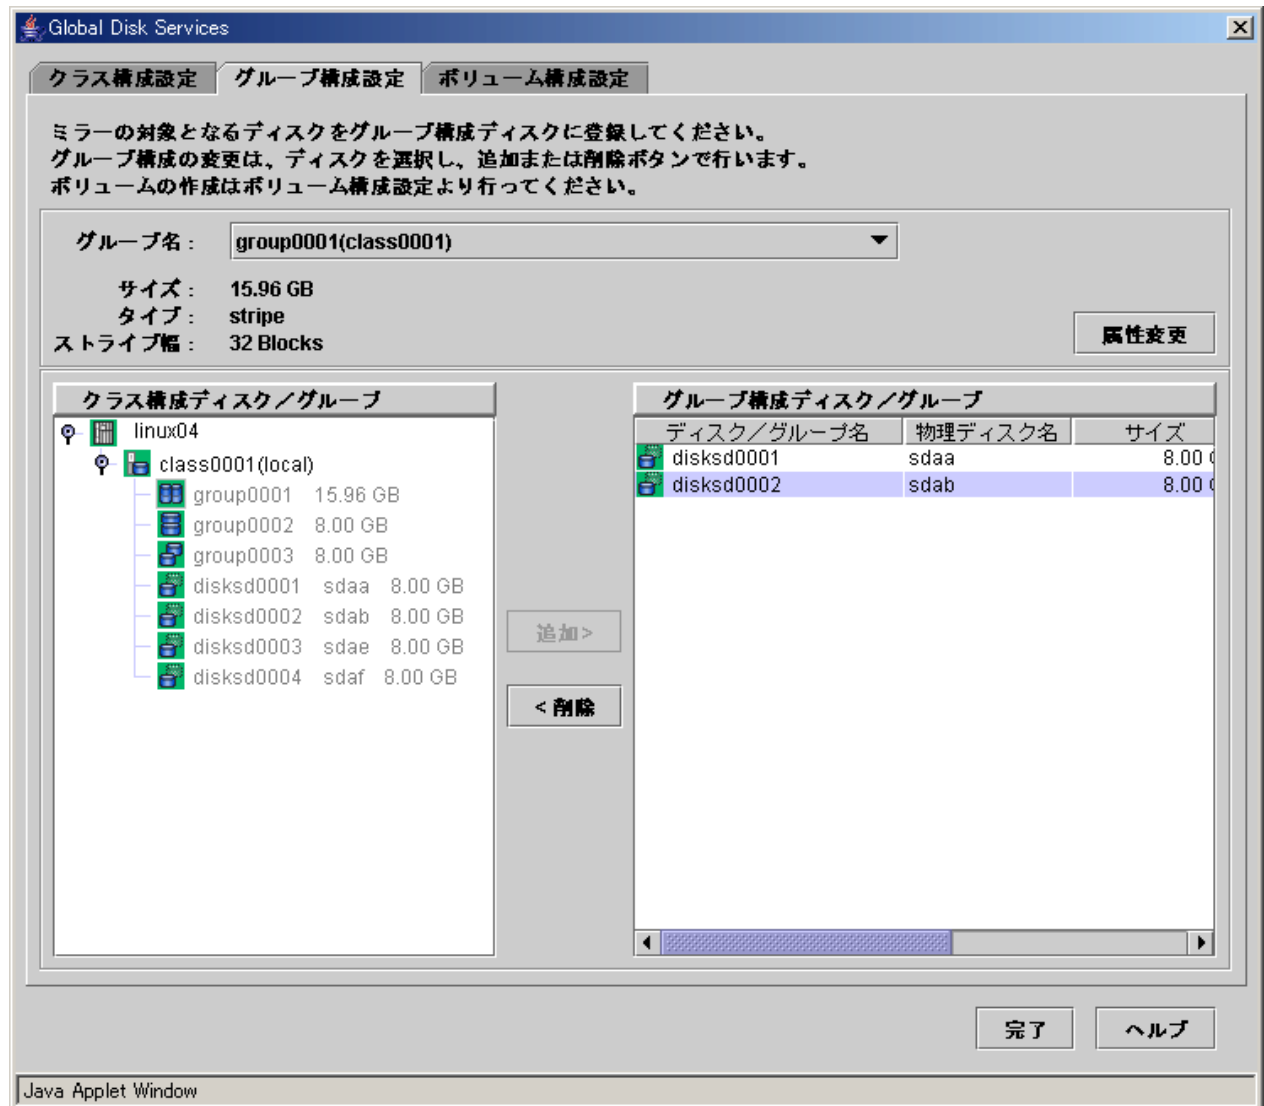 Global Disk Services
クラス構成設定 グループ構成設定 ボリューム構成設定
ミラーの対象となるディスクをグループ構成ディスクに登録してください。
グループ構成の変更は、ディスクを選択し、追加または削除ボタンで行います。
ボリュームの作成はボリューム構成設定より行ってください。
グループ名： group0001(class0001)
サイズ： 15.96 GB
タイプ： stripe
ストライプ幅： 32 Blocks
属性変更
クラス構成ディスク／グループ
linux04
class0001(local)
group0001 15.96 GB
group0002 8.00 GB
group0003 8.00 GB
disksd0001 sdaa 8.00 GB
disksd0002 sdab 8.00 GB
disksd0003 sdae 8.00 GB
disksd0004 sdaf 8.00 GB
追加>
< 削除
グループ構成ディスク／グループ
ディスク／グループ名 物理ディスク名 サイズ
disksd0001 sdaa 8.00
disksd0002 sdab 8.00
完了 ヘルプ
Java Applet Window